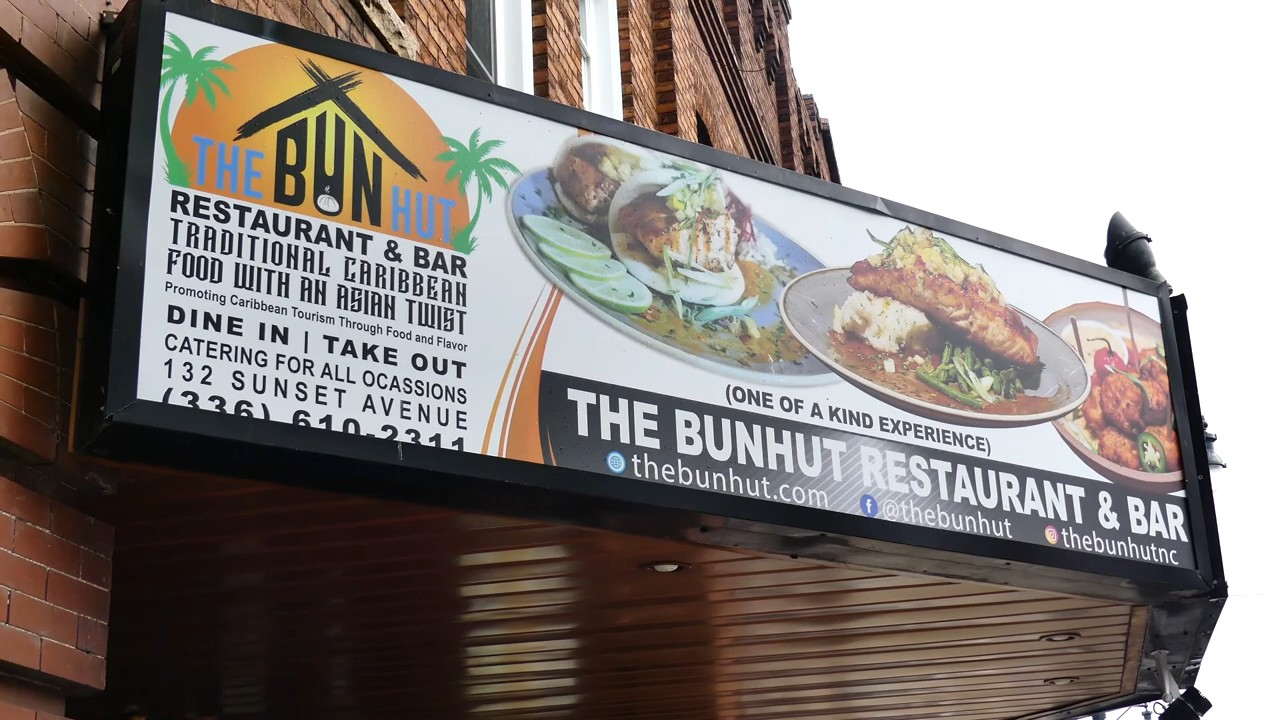 THE BUN HUT
RESTAURANT & BAR
TRADITIONAL CARIBBEAN
FOOD WITH AN ASIAN TWIST
Promoting Caribbean Tourism Through Food and Flavor
DINE IN | TAKE OUT
CATERING FOR ALL OCASSIONS
132 SUNSET AVENUE
(336) 610-2311
(ONE OF A KIND EXPERIENCE)
THE BUNHUT RESTAURANT & BAR
thebunhut.com
@thebunhut
thebunhutnc